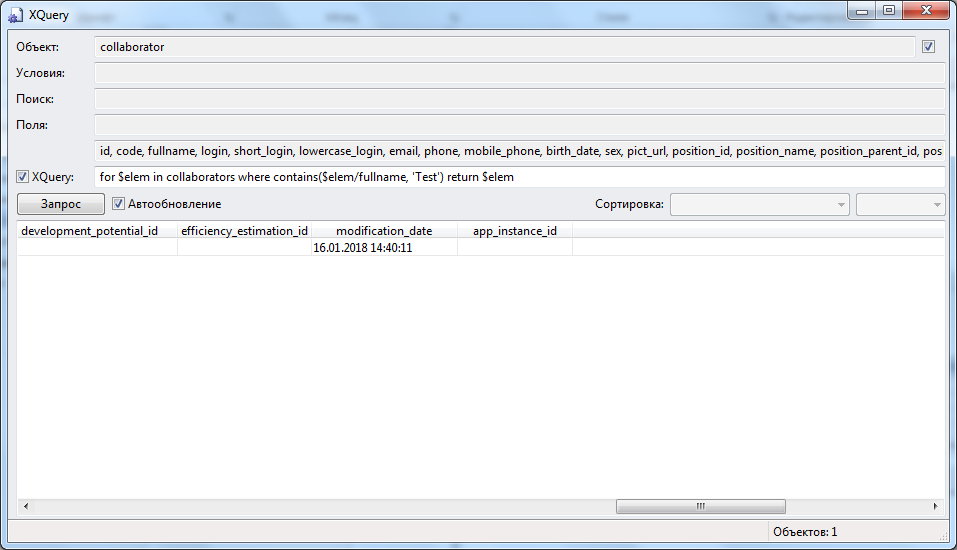 XQuery
Объект: collaborator
Условия:
Поиск:
Поля:
id, code, fullname, login, short_login, lowercase_login, email, phone, mobile_phone, birth_date, sex, pict_url, position_id, position_name, position_parent_id, pos
XQuery: for $elem in collaborators where contains($elem/fullname, 'Test') return $elem
Запрос Автообновление Сортировка:
development_potential_id efficiency_estimation_id modification_date app_instance_id
16.01.2018 14:40:11
Объектов: 1